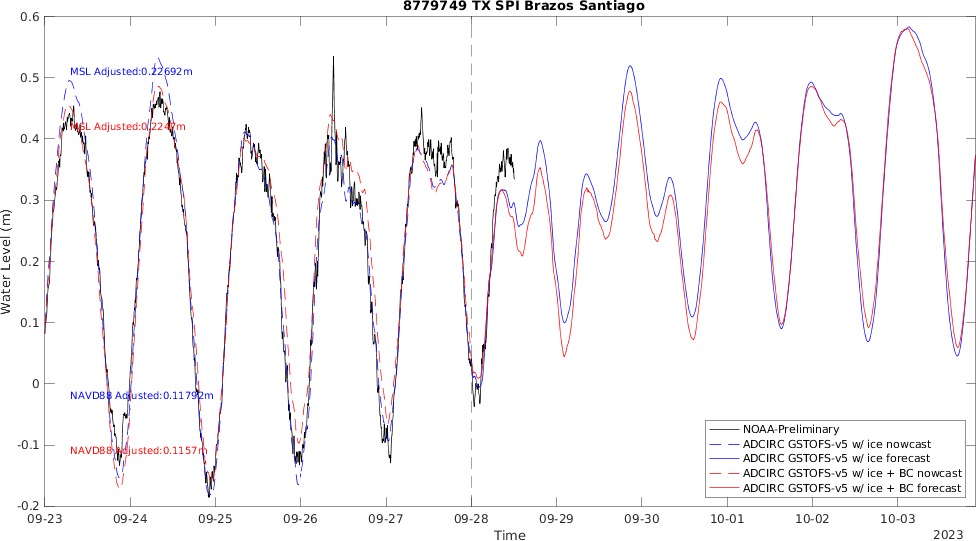 8779749 TX SPI Brazos Santiago
0.6
0.5
0.4
0.3
0.2
0.1
0
-0.1
-0.2
Water Level (m)
MSL Adjusted:0.22692m
MSL Adjusted:0.2247m
NAVD88 Adjusted:0.11792m
NAVD88 Adjusted:0.1157m
NOAA-Preliminary
ADCIRC GSTOFS-v5 w/ ice nowcast
ADCIRC GSTOFS-v5 w/ ice forecast
ADCIRC GSTOFS-v5 w/ ice + BC nowcast
ADCIRC GSTOFS-v5 w/ ice + BC forecast
09-23 09-24 09-25 09-26 09-27 09-28 09-29 09-30 10-01 10-02 10-03
Time
2023